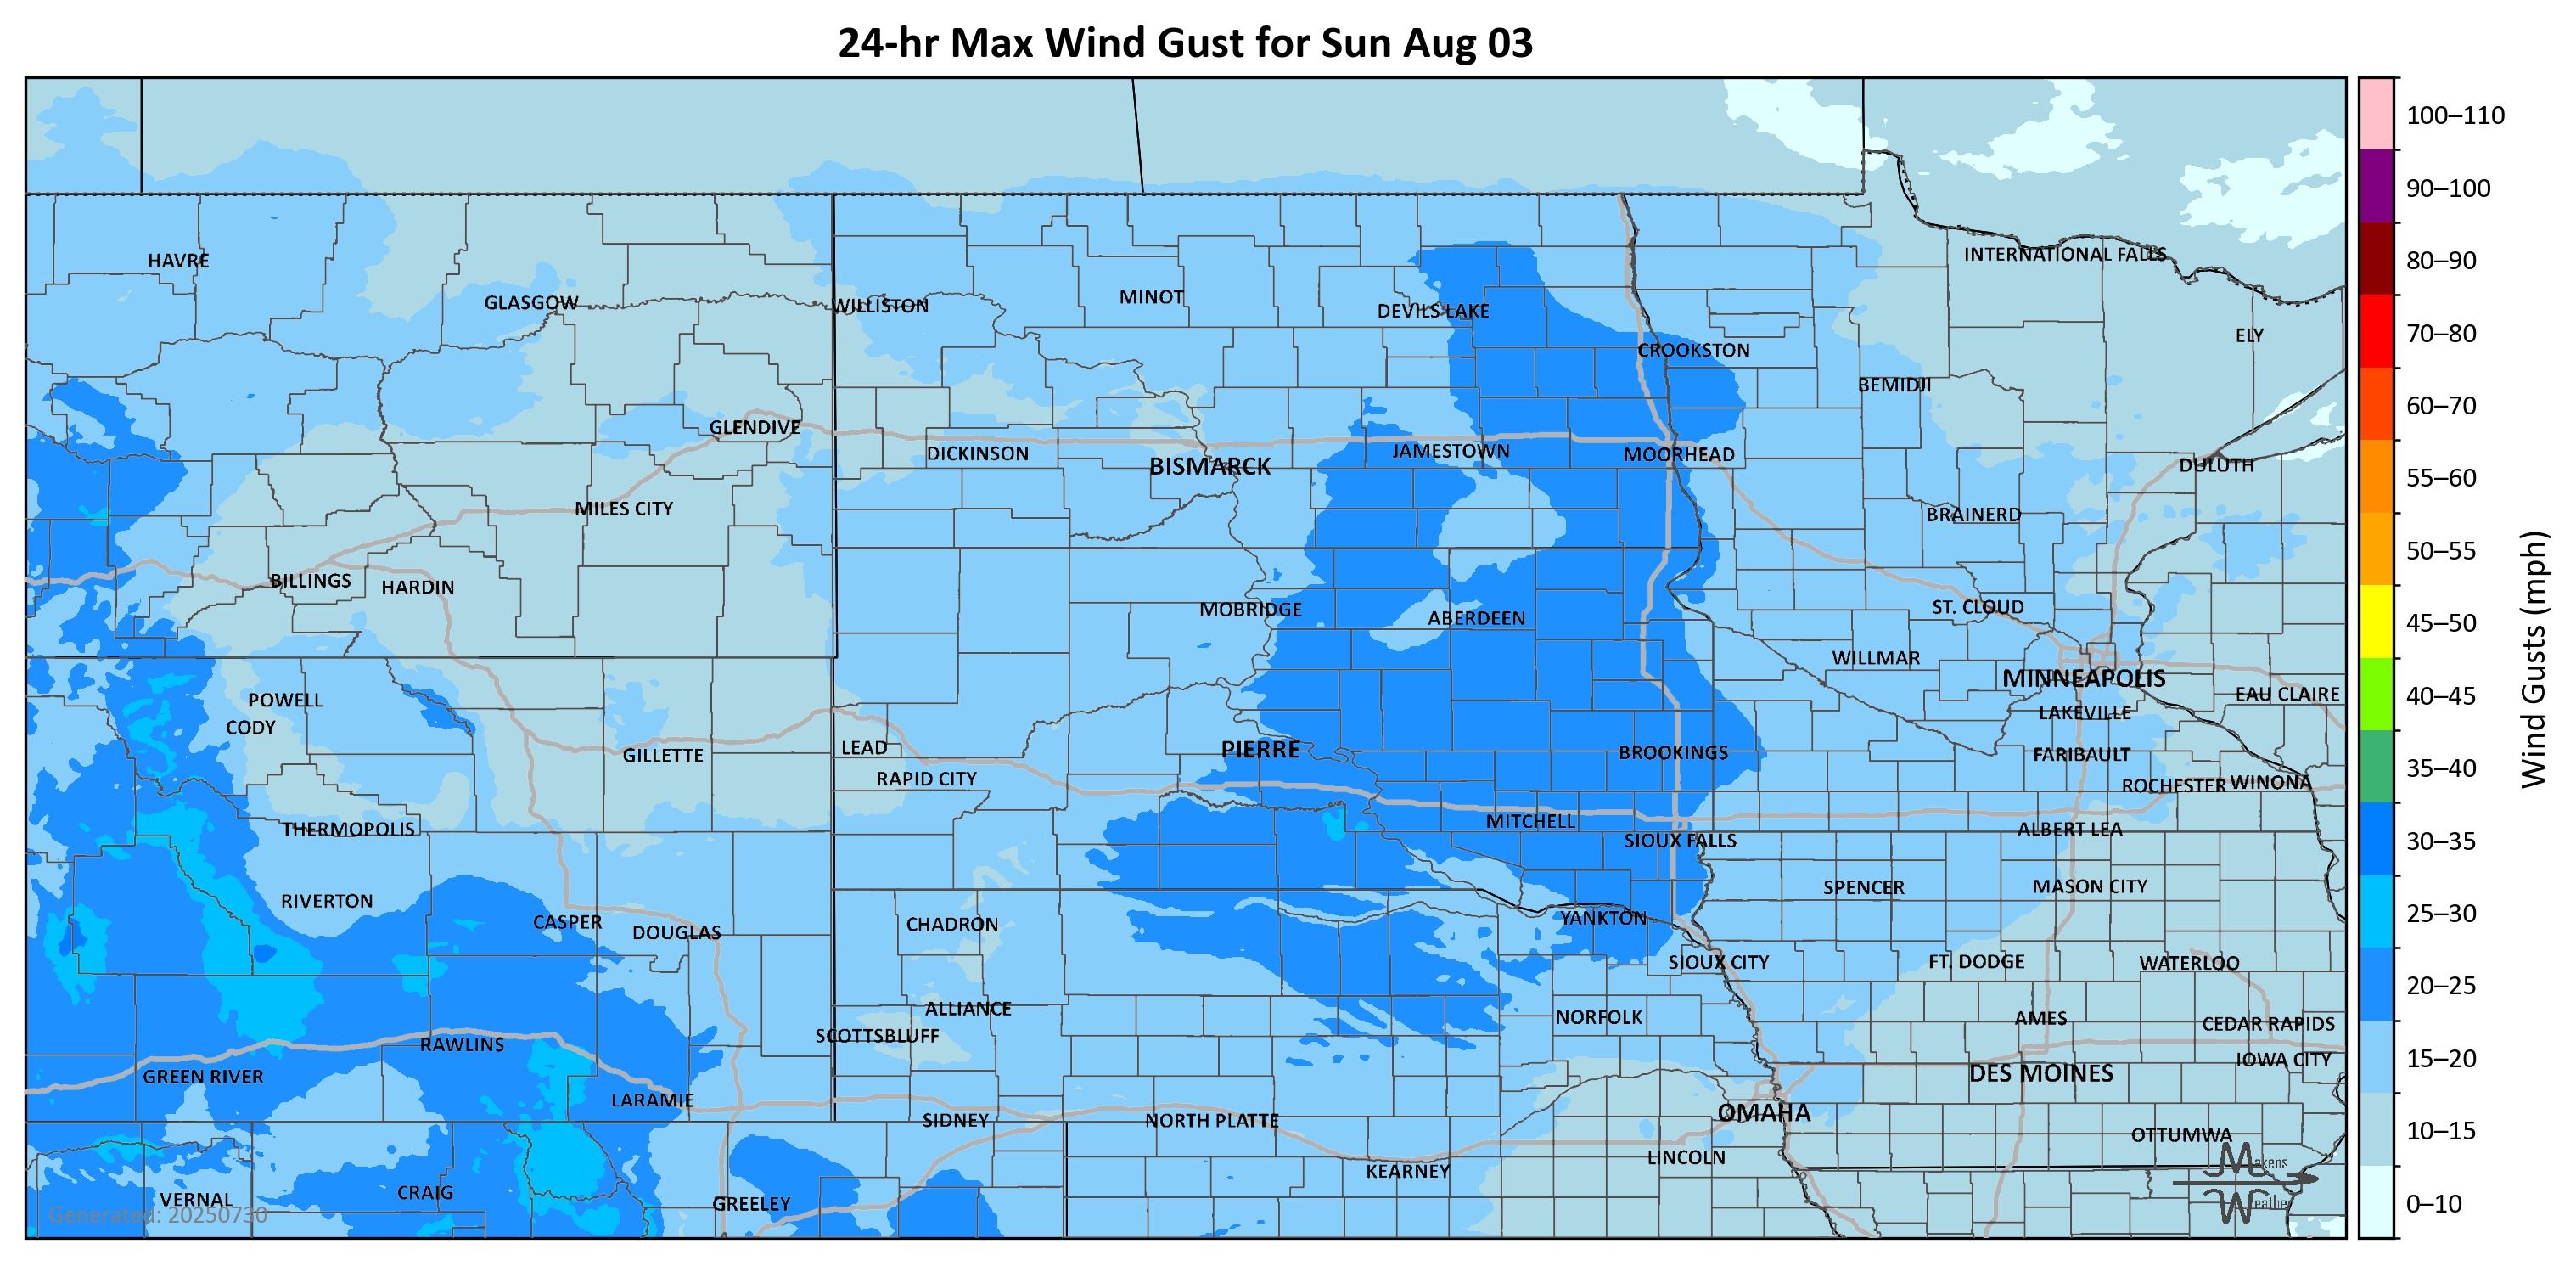 24-hr Max Wind Gust for Sun Aug 03
100–110
90–100
80–90
70–80
60–70
55–60
50–55
45–50
40–45
35–40
30–35
25–30
20–25
15–20
10–15
0–10
Wind Gusts (mph)
HAVRE
GLASGOW
WILLISTON
MINOT
DEVILS LAKE
INTERNATIONAL FALLS
ELY
CROOKSTON
BEMIDJI
GLENDIVE
DICKINSON
BISMARCK
JAMESTOWN
MOORHEAD
DULUTH
MILES CITY
BRAINERD
BILLINGS
HARDIN
MOBRIDGE
ABERDEEN
ST. CLOUD
WILLMAR
MINNEAPOLIS
EAU CLAIRE
POWELL
CODY
LAKEVILLE
GILLETTE
LEAD
PIERRE
BROOKINGS
FARIBAULT
RAPID CITY
ROCHESTER
WINONA
THERMOPOLIS
MITCHELL
ALBERT LEA
SIOUX FALLS
SPENCER
MASON CITY
RIVERTON
CASPER
DOUGLAS
CHADRON
YANKTON
SIOUX CITY
FT. DODGE
WATERLOO
ALLIANCE
NORFOLK
AMES
CEDAR RAPIDS
SCOTTSBLUFF
RAWLINS
IOWA CITY
GREEN RIVER
DES MOINES
LARAMIE
OMAHA
SIDNEY
NORTH PLATTE
OTTUMWA
LINCOLN
KEARNEY
VERNAL
CRAIG
GREELEY
Makens
Weather
Generated: 20250730